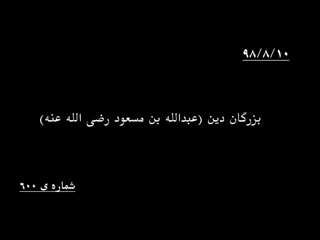 ۹۸/۸/۱۰
بزرگان دین (عبدالله بن مسعود رضی الله عنه)
شماره ی ۶۰۰